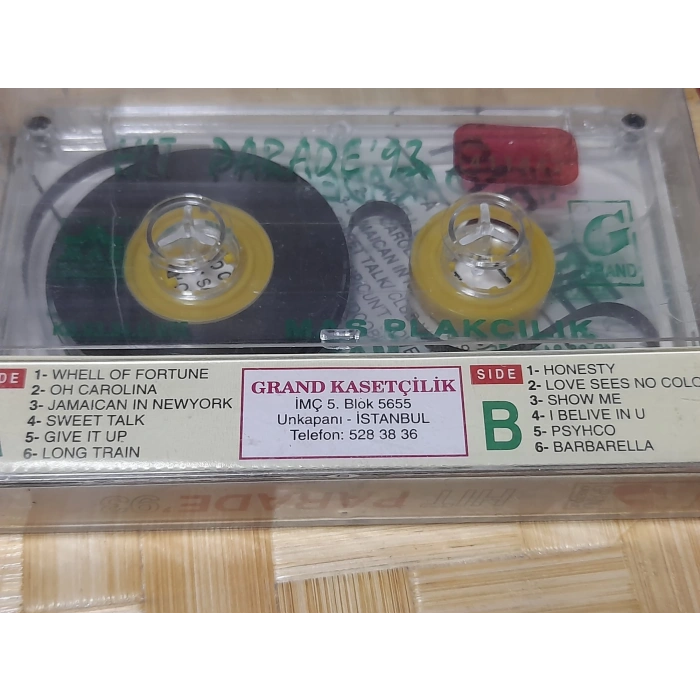 HIT PARADE'93
G
GRAND
M S PLAKCILIK
DE
1- WHELL OF FORTUNE
2- OH CAROLINA
3- JAMAICAN IN NEWYORK
4- SWEET TALK
5- GIVE IT UP
6- LONG TRAIN
GRAND KASETÇİLİK
İMÇ 5. Blok 5655
Unkapanı - İSTANBUL
Telefon: 528 38 36
SIDE
B
1- HONESTY
2- LOVE SEES NO COLO
3- SHOW ME
4- I BELIVE IN U
5- PSYHCO
6- BARBARELLA
HIT PARADE'93